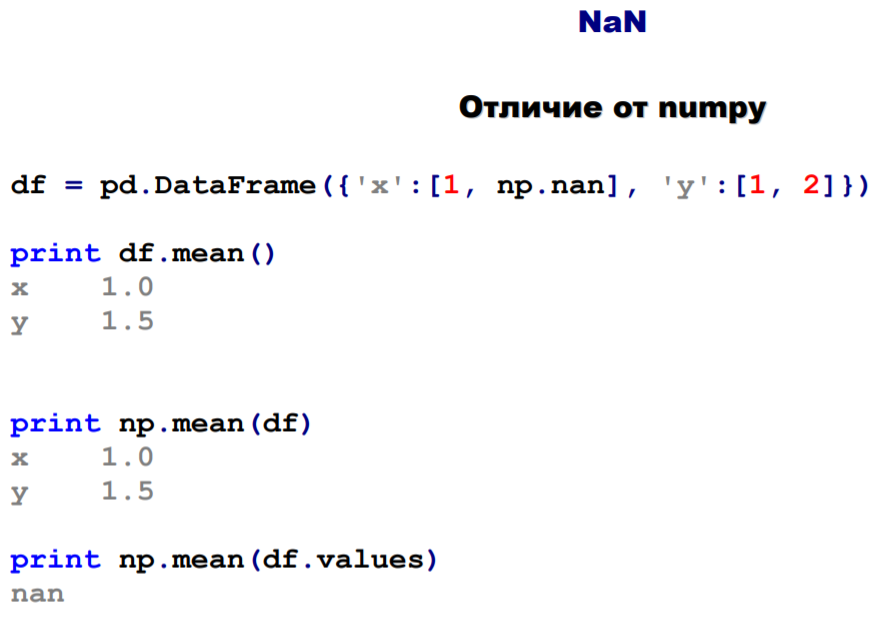 NaN
Отличие от numpy
df = pd.DataFrame({'x':[1, np.nan], 'y':[1, 2]})
print df.mean()
x    1.0
y    1.5
print np.mean(df)
x    1.0
y    1.5
print np.mean(df.values)
nan